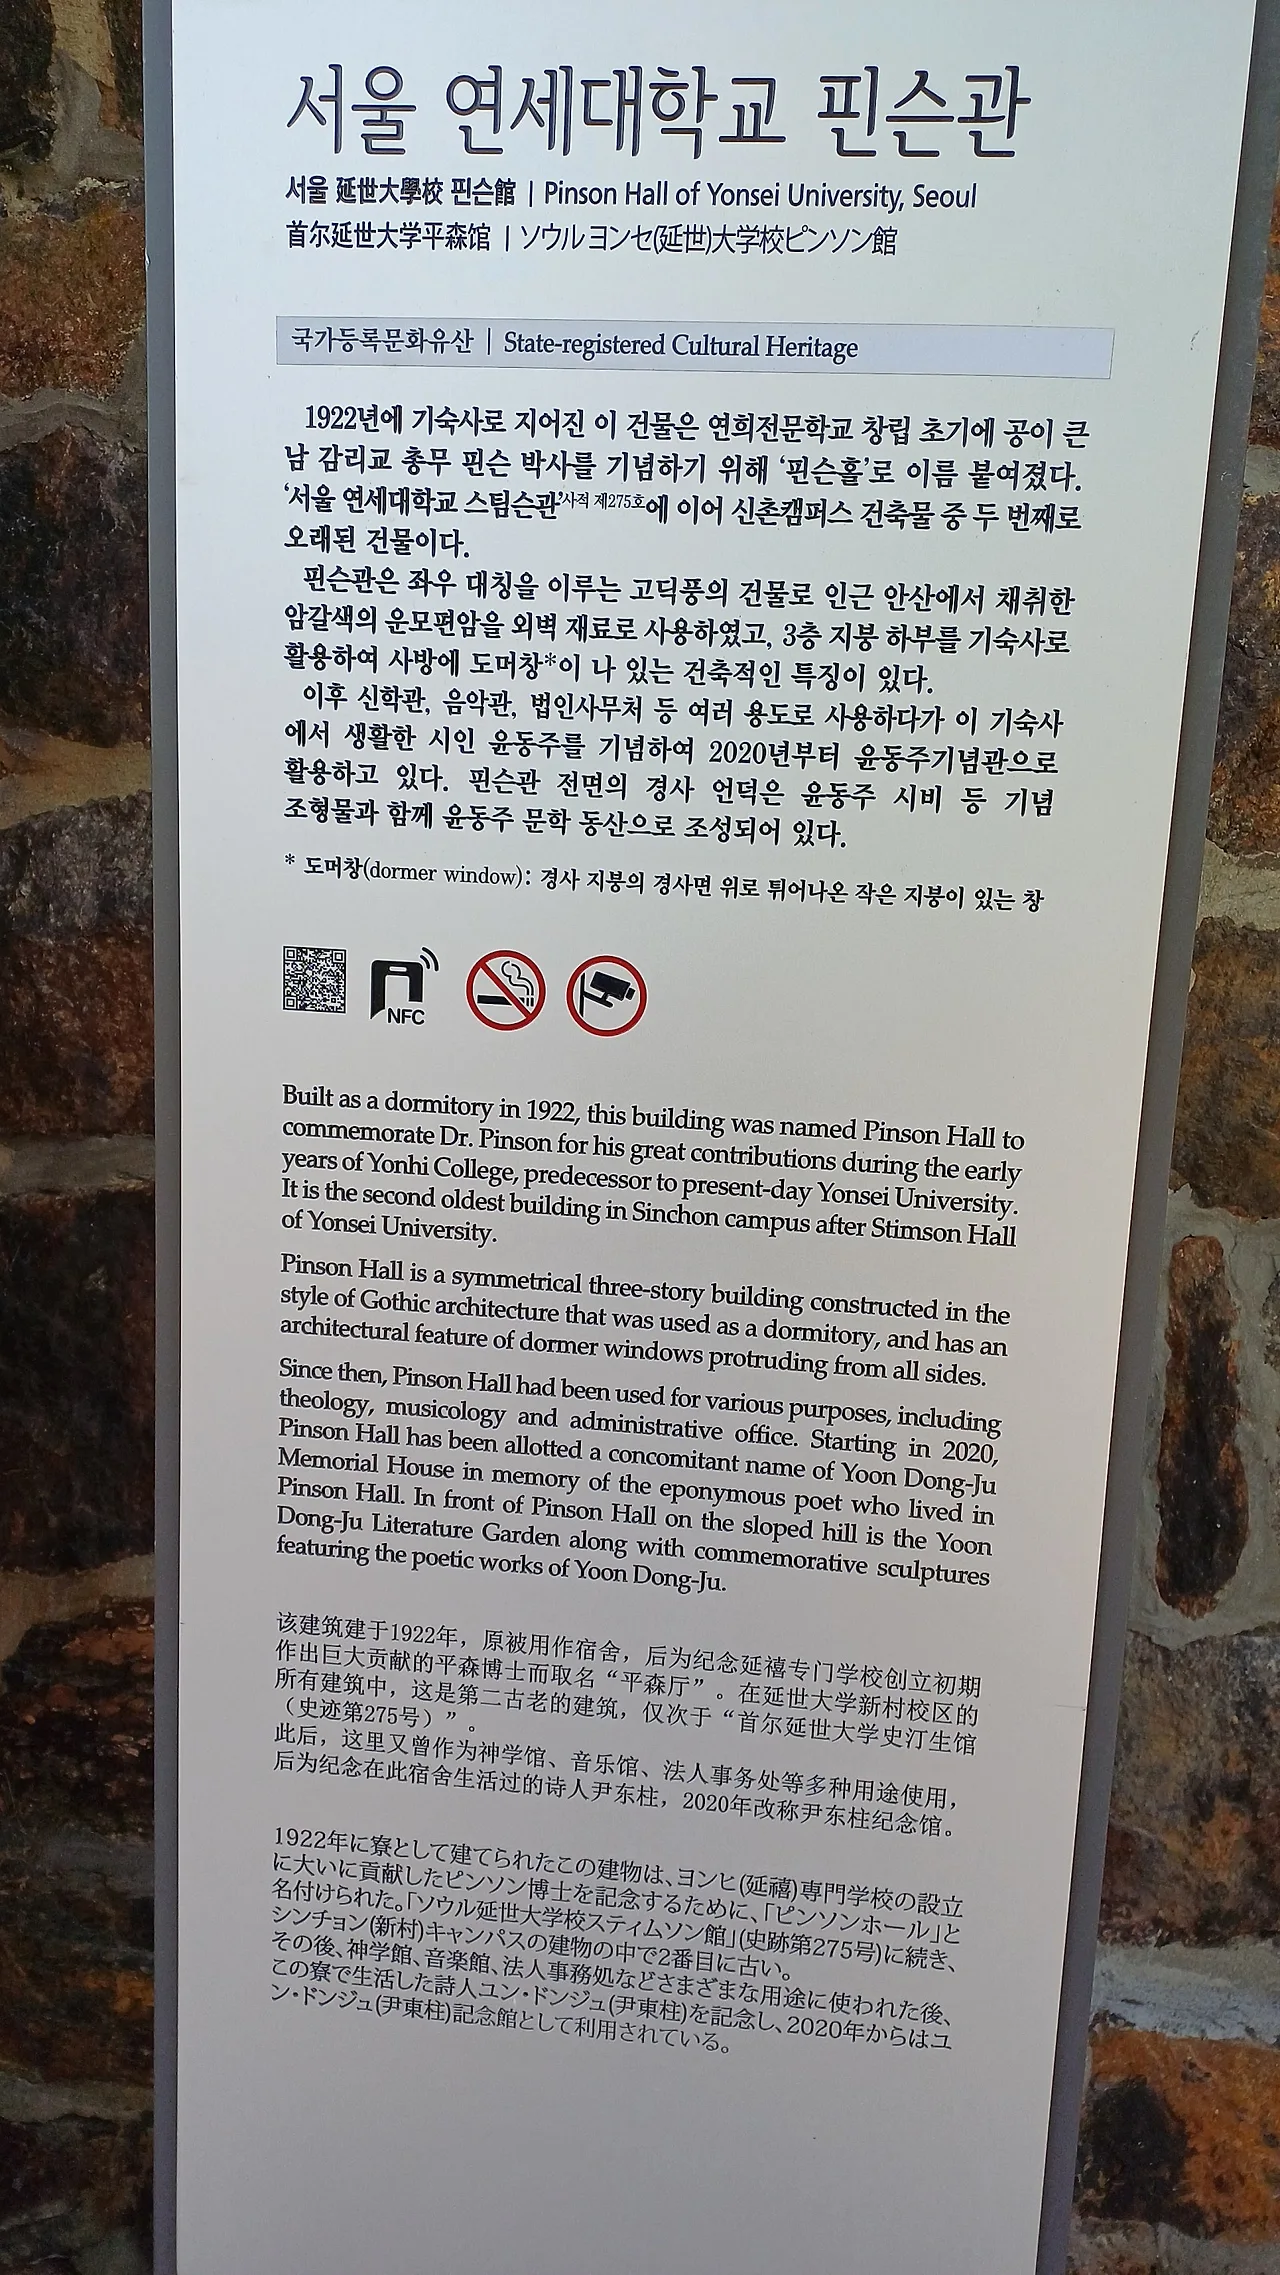 서울 연세대학교 핀슨관
서울 延世大學校 핀슨館 | Pinson Hall of Yonsei University, Seoul
首尔延世大学平森馆 | ソウル ヨンセ(延世)大学校ピンソン館
국가등록문화유산 | State-registered Cultural Heritage
1922년에 기숙사로 지어진 이 건물은 연희전문학교 창립 초기에 공이 큰
남 감리교 총무 핀슨 박사를 기념하기 위해 ‘핀슨홀’로 이름 붙여졌다.
‘서울 연세대학교 스팀슨관’사적 제275호에 이어 신촌캠퍼스 건축물 중 두 번째로
오래된 건물이다.
핀슨관은 좌우 대칭을 이루는 고딕풍의 건물로 인근 안산에서 채취한
암갈색의 운모편암을 외벽 재료로 사용하였고, 3층 지붕 하부를 기숙사로
활용하여 사방에 도머창*이 나 있는 건축적인 특징이 있다.
이후 신학관, 음악관, 법인사무처 등 여러 용도로 사용하다가 이 기숙사
에서 생활한 시인 윤동주를 기념하여 2020년부터 윤동주기념관으로
활용하고 있다. 핀슨관 전면의 경사 언덕은 윤동주 시비 등 기념
조형물과 함께 윤동주 문학 동산으로 조성되어 있다.
* 도머창(dormer window): 경사 지붕의 경사면 위로 튀어나온 작은 지붕이 있는 창
NFC
Built as a dormitory in 1922, this building was named Pinson Hall to
commemorate Dr. Pinson for his great contributions during the early
years of Yonhi College, predecessor to present-day Yonsei University.
It is the second oldest building in Sinchon campus after Stimson Hall
of Yonsei University.
Pinson Hall is a symmetrical three-story building constructed in the
style of Gothic architecture that was used as a dormitory, and has an
architectural feature of dormer windows protruding from all sides.
Since then, Pinson Hall had been used for various purposes, including
theology, musicology and administrative office. Starting in 2020,
Pinson Hall has been allotted a concomitant name of Yoon Dong-Ju
Memorial House in memory of the eponymous poet who lived in
Pinson Hall. In front of Pinson Hall on the sloped hill is the Yoon
Dong-Ju Literature Garden along with commemorative sculptures
featuring the poetic works of Yoon Dong-Ju.
该建筑建于1922年，原被用作宿舍，后为纪念延禧专门学校创立初期
作出巨大贡献的平森博士而取名“平森厅”。在延世大学新村校区的
所有建筑中，这是第二古老的建筑，仅次于“首尔延世大学史汀生馆
（史迹第275号）”。
此后，这里又曾作为神学馆、音乐馆、法人事务处等多种用途使用，
后为纪念在此宿舍生活过的诗人尹东柱，2020年改称尹东柱纪念馆。
1922年に寮として建てられたこの建物は、ヨンヒ(延禧)専門学校の設立
に大いに貢献したピンソン博士を記念するために、「ピンソンホール」と
名付けられた。「ソウル延世大学校スティムソン館」(史跡第275号)に続き、
シンチョン(新村)キャンパスの建物の中で2番目に古い。
その後、神学館、音楽館、法人事務処などさまざまな用途に使われた後、
この寮で生活した詩人ユン・ドンジュ(尹東柱)を記念し、2020年からはユ
ン・ドンジュ(尹東柱)記念館として利用されている。